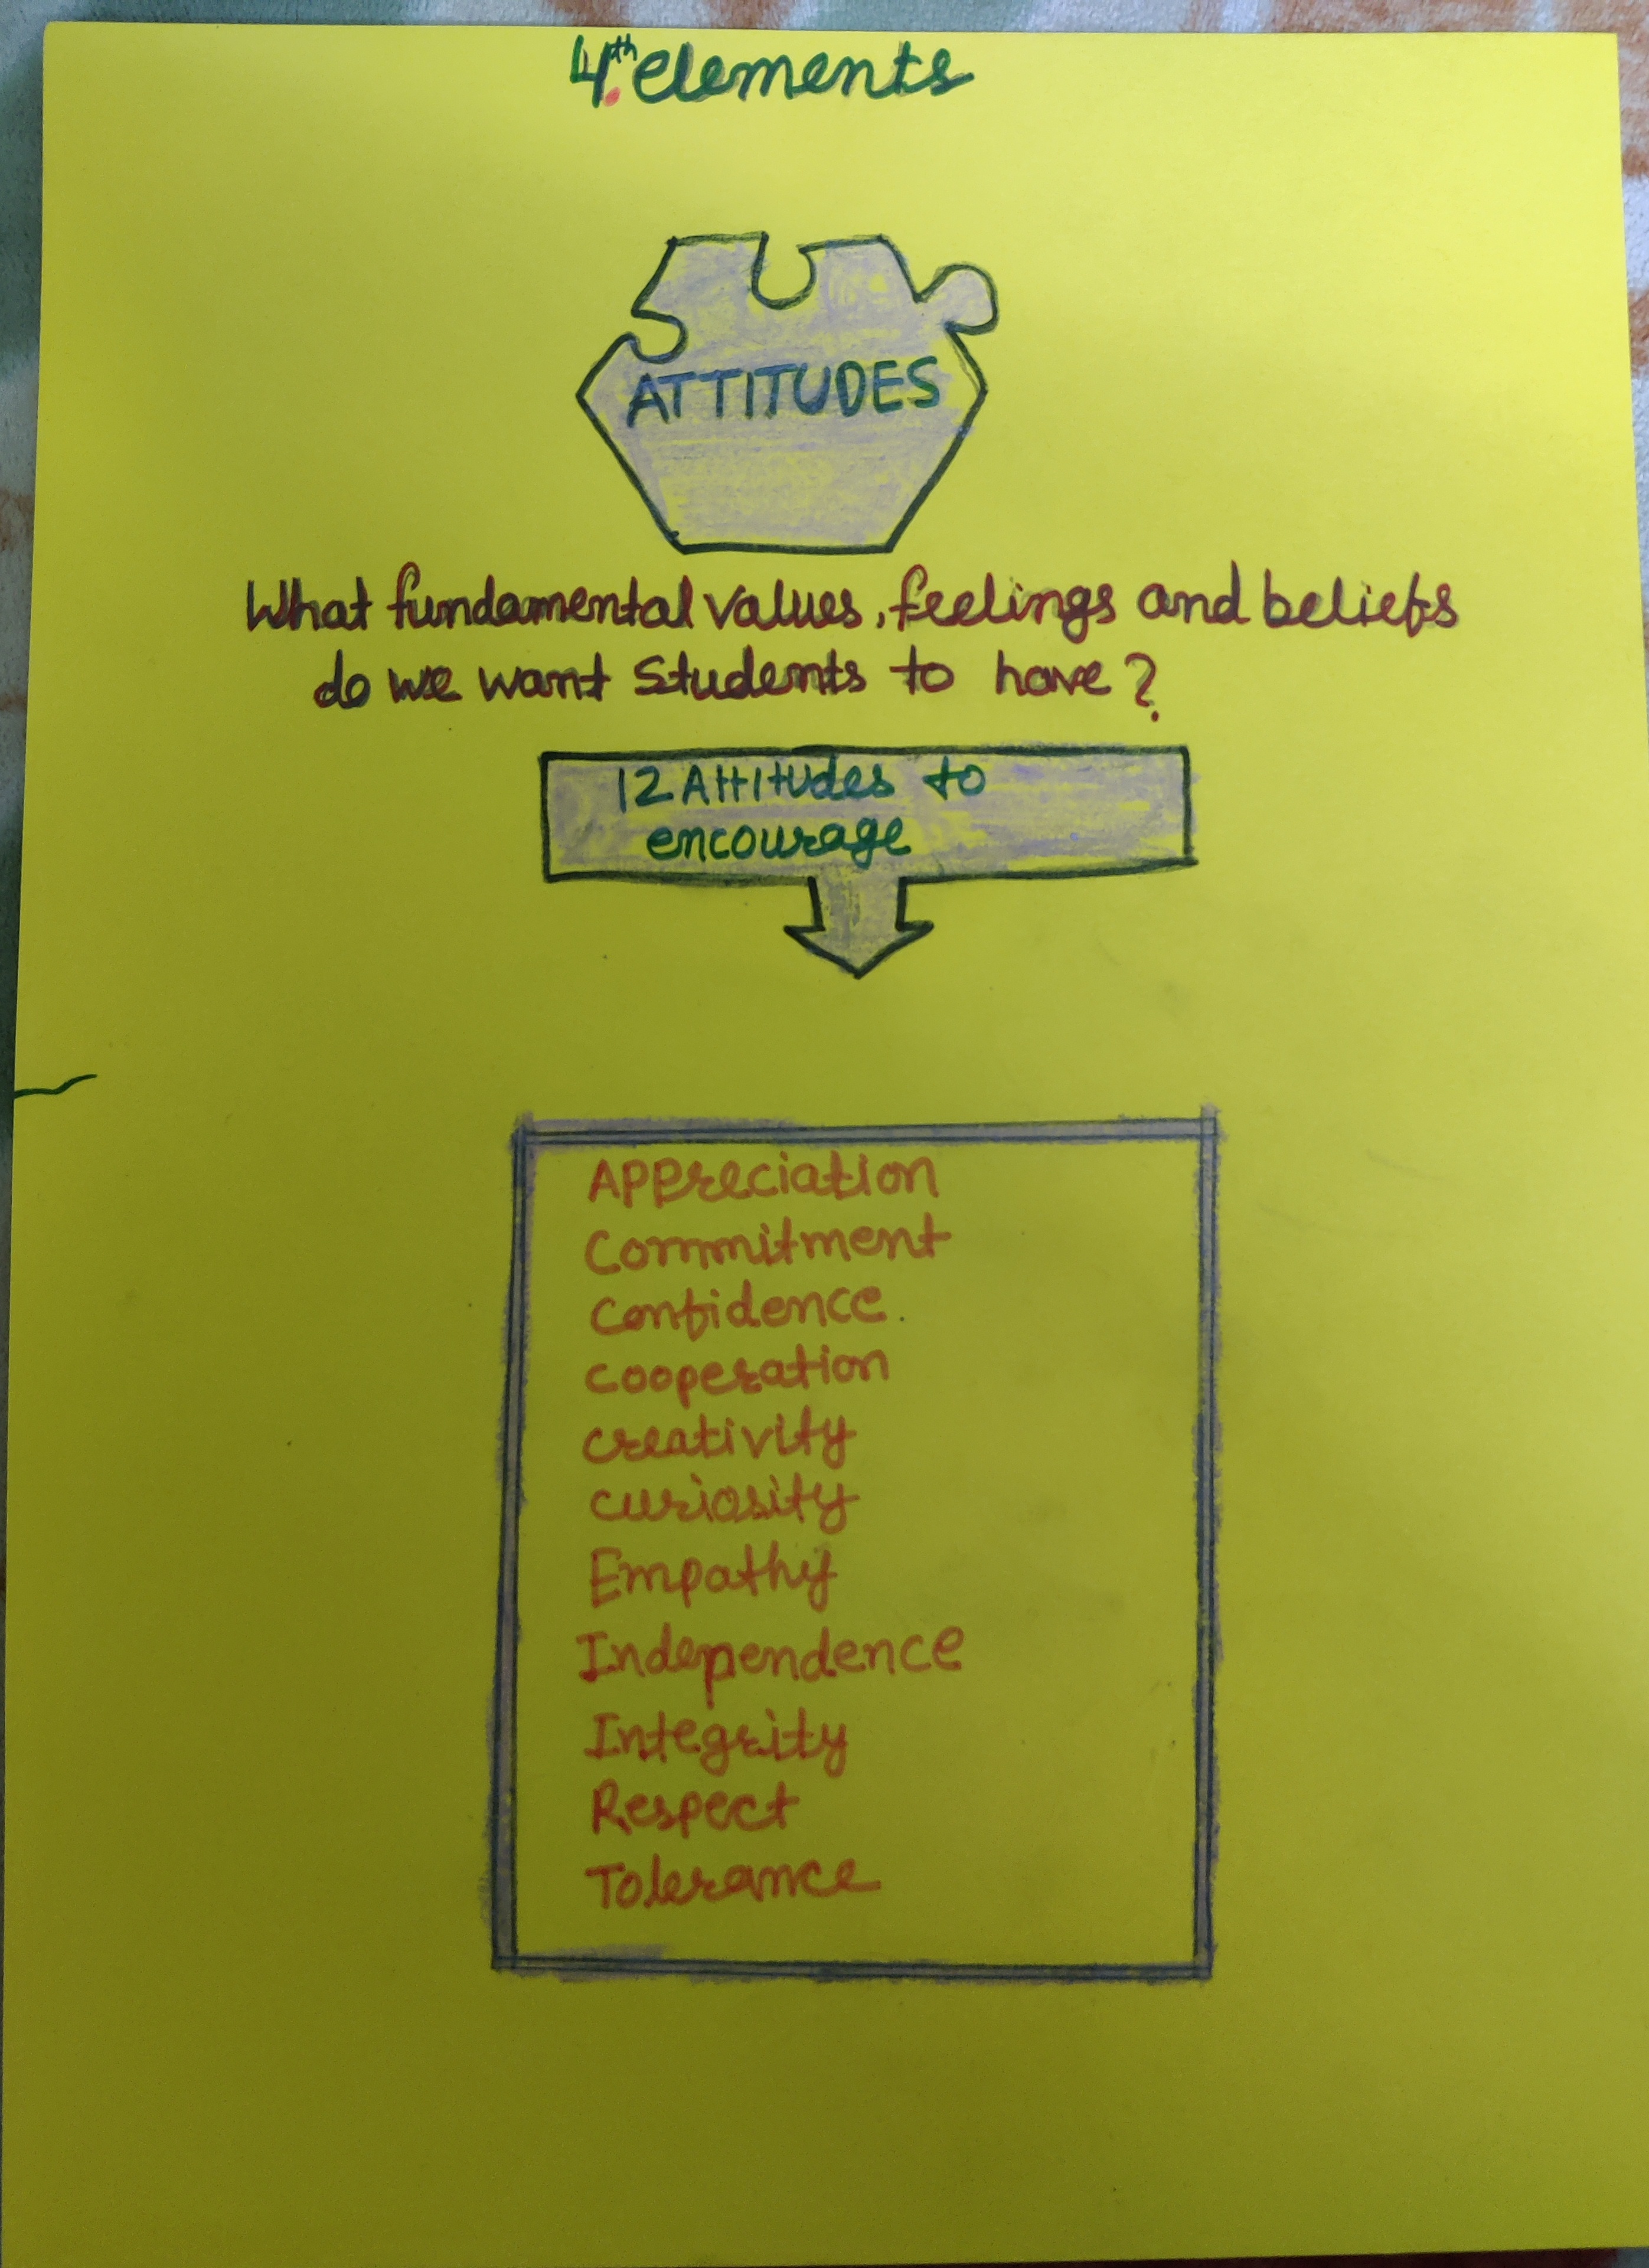 4th elements
ATTITUDES
What fundamental values, feelings and beliefs
do we want students to have?
12 Attitudes to
encourage
Appreciation
Commitment
Confidence.
Cooperation
creativity
curiosity
Empathy
Independence
Integrity
Respect
Tolerance